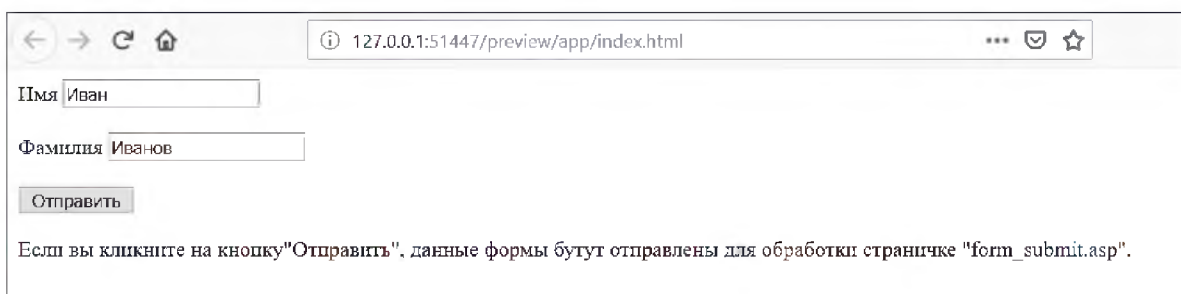 127.0.0.1:51447/preview/app/index.html
Имя Иван
Фамилия Иванов
Отправить
Если вы кликните на кнопку"Отправить", данные формы бутут отправлены для обработки страничке "form_submit.asp".